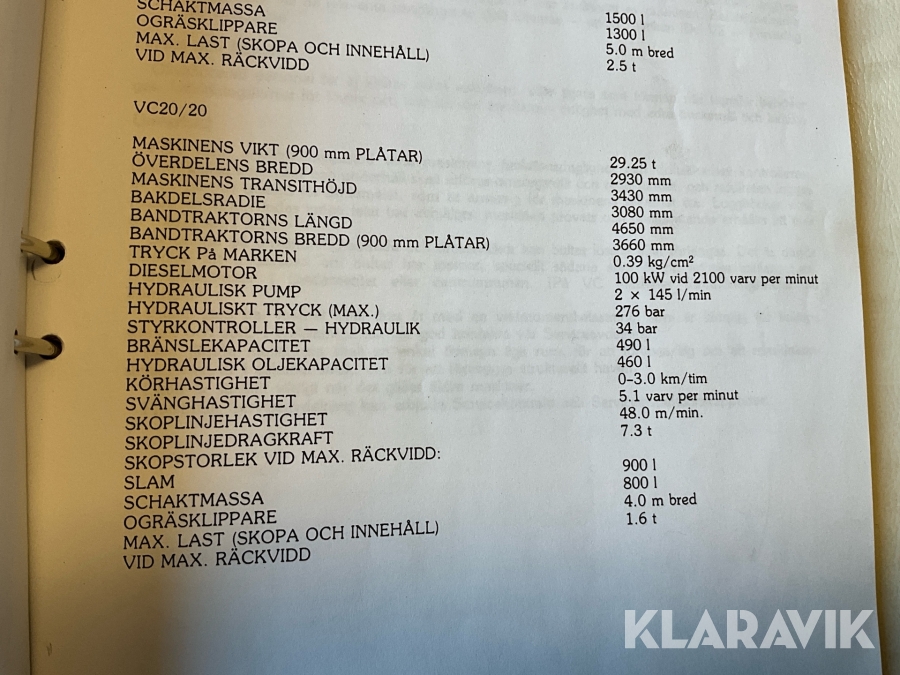 SCHAKTMASSA 1500 l
OGRÄSKLIPPARE 1300 l
MAX. LAST (SKOPA OCH INNEHÅLL) 5.0 m bred
VID MAX. RÄCKVIDD 2.5 t
VC20/20
MASKINENS VIKT (900 mm PLÅTAR) 29.25 t
ÖVERDELENS BREDD 2930 mm
MASKINENS TRANSITHÖJD 3430 mm
BAKDELSRADIE 3080 mm
BANDTRAKTORNS LÄNGD 4650 mm
BANDTRAKTORNS BREDD (900 mm PLÅTAR) 3660 mm
TRYCK På MARKEN 0.39 kg/cm²
DIESELMOTOR 100 kW vid 2100 varv per minut
HYDRAULISK PUMP 2 × 145 l/min
HYDRAULISKT TRYCK (MAX.) 276 bar
STYRKONTROLLER — HYDRAULIK 34 bar
BRÄNSLEKAPACITET 490 l
HYDRAULISK OLJEKAPACITET 460 l
KÖRHASTIGHET 0–3.0 km/tim
SVÄNGHASTIGHET 5.1 varv per minut
SKOPLINJEHASTIGHET 48.0 m/min.
SKOPLINJEDRAGKRAFT 7.3 t
SKOPSTORLEK VID MAX. RÄCKVIDD:
SLAM 900 l
SCHAKTMASSA 800 l
OGRÄSKLIPPARE 4.0 m bred
MAX. LAST (SKOPA OCH INNEHÅLL) 1.6 t
VID MAX. RÄCKVIDD
KLARAVIK